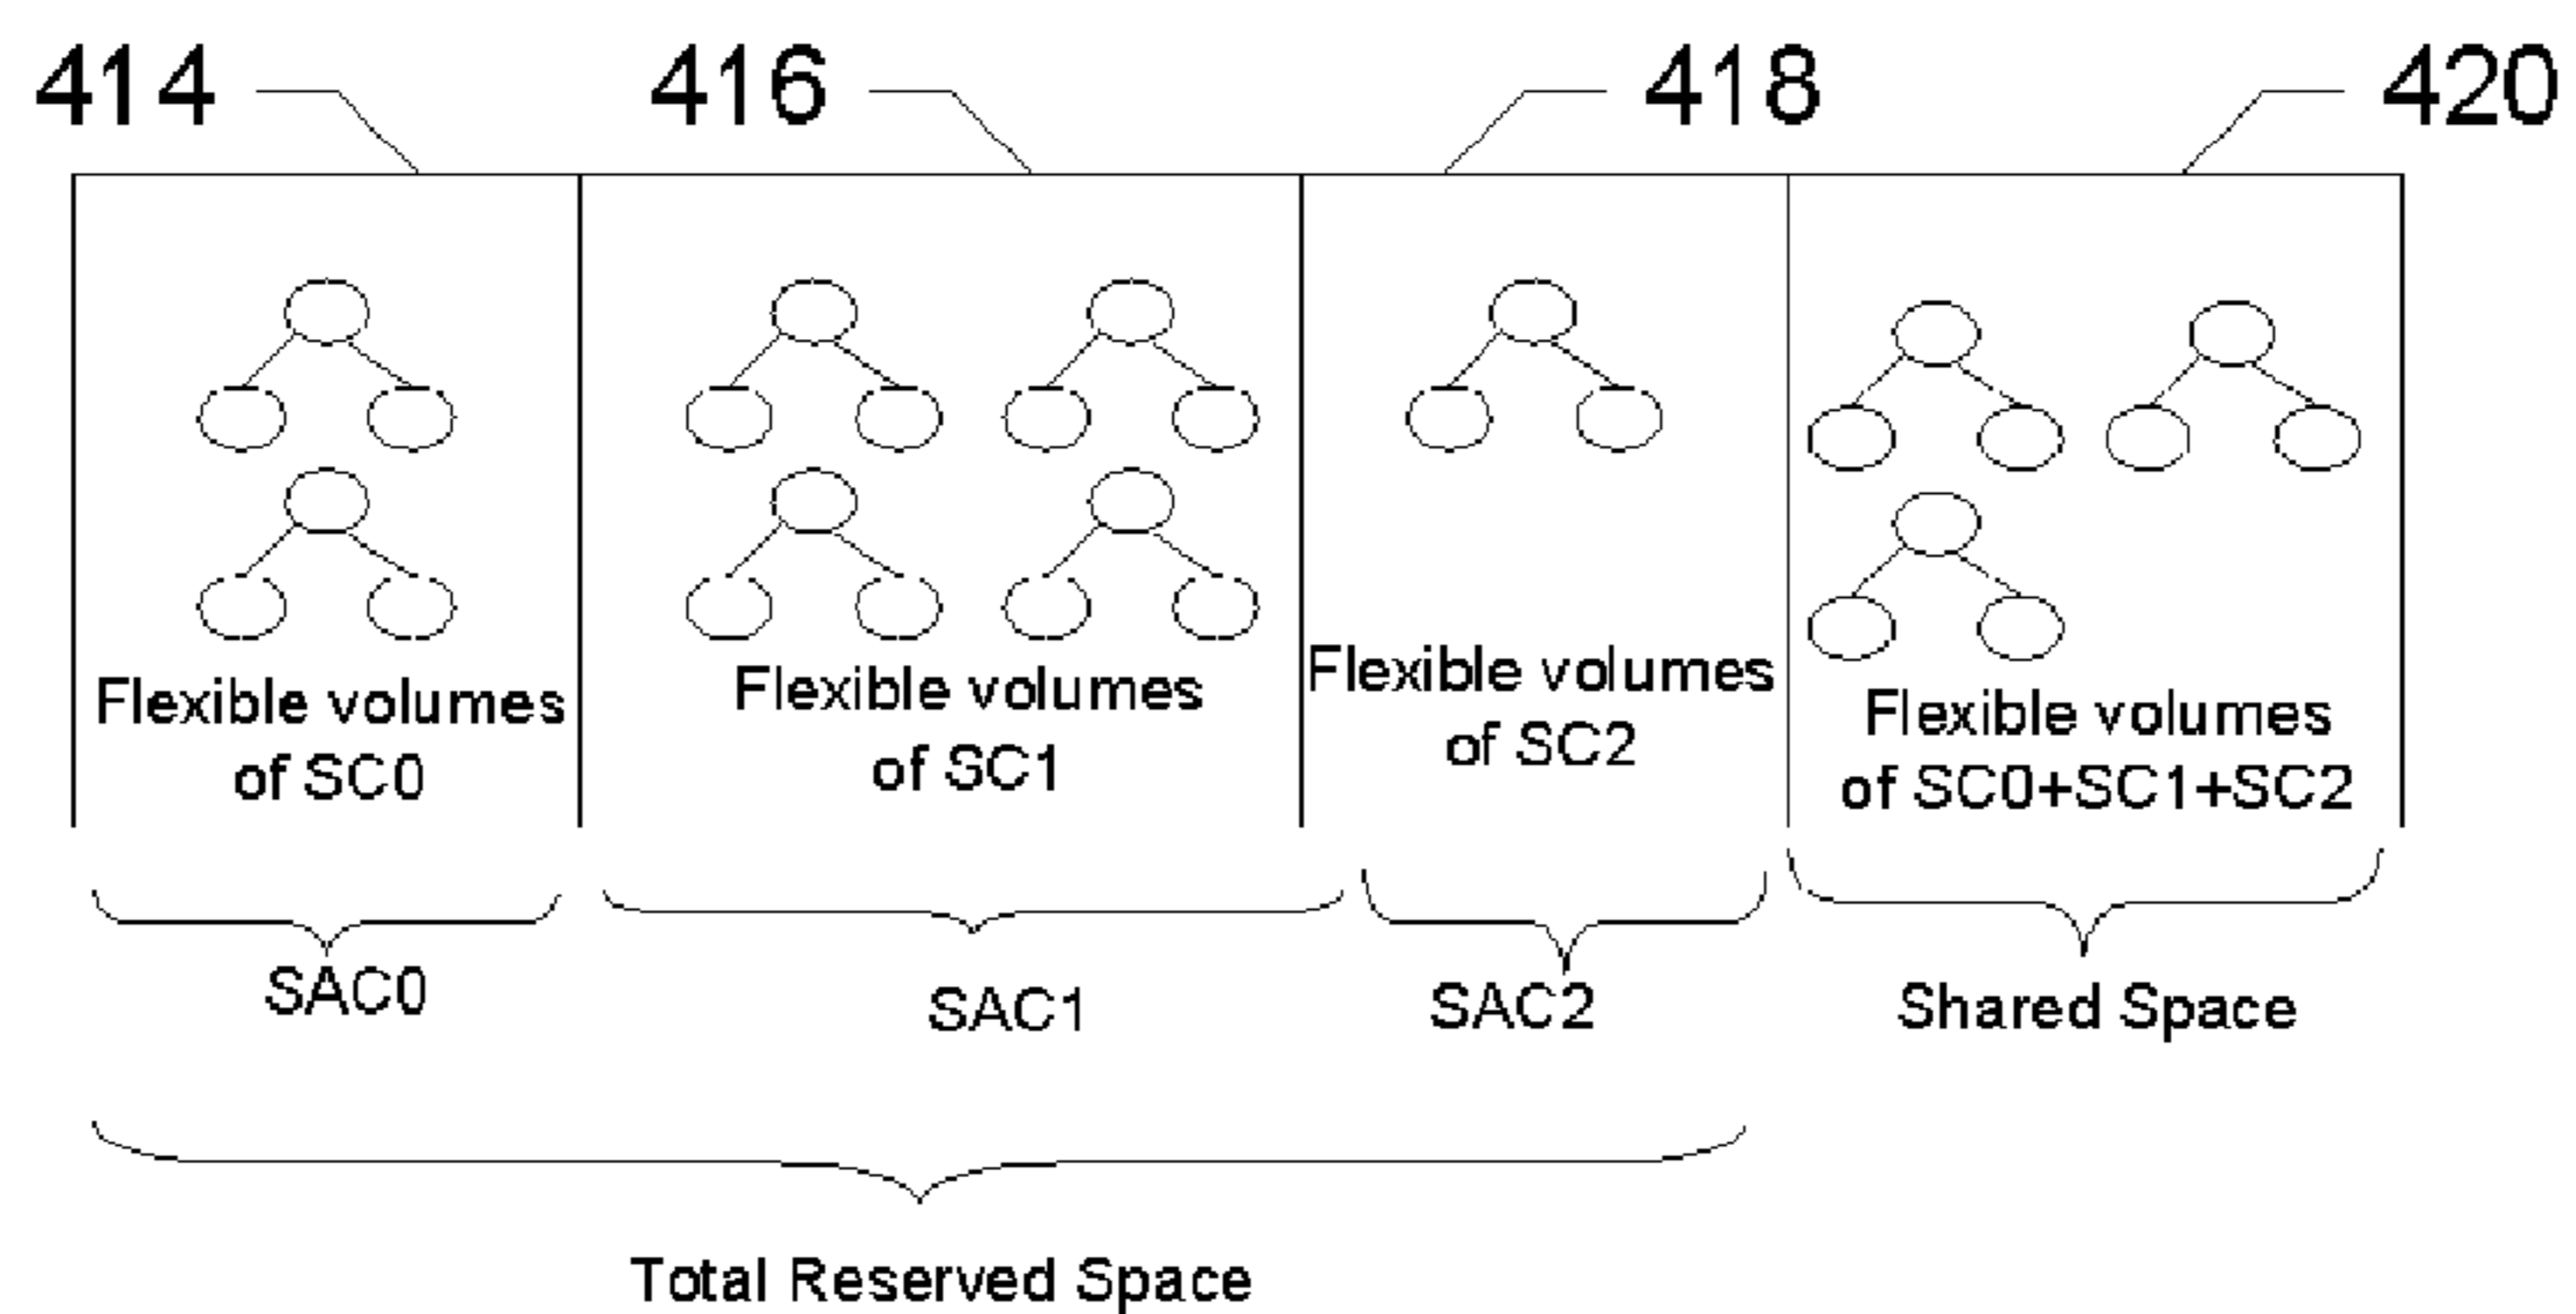 414
416
418
420
Flexible volumes
of SC0
Flexible volumes
of SC1
Flexible volumes
of SC2
Flexible volumes
of SC0+SC1+SC2
SAC0
SAC1
SAC2
Shared Space
Total Reserved Space